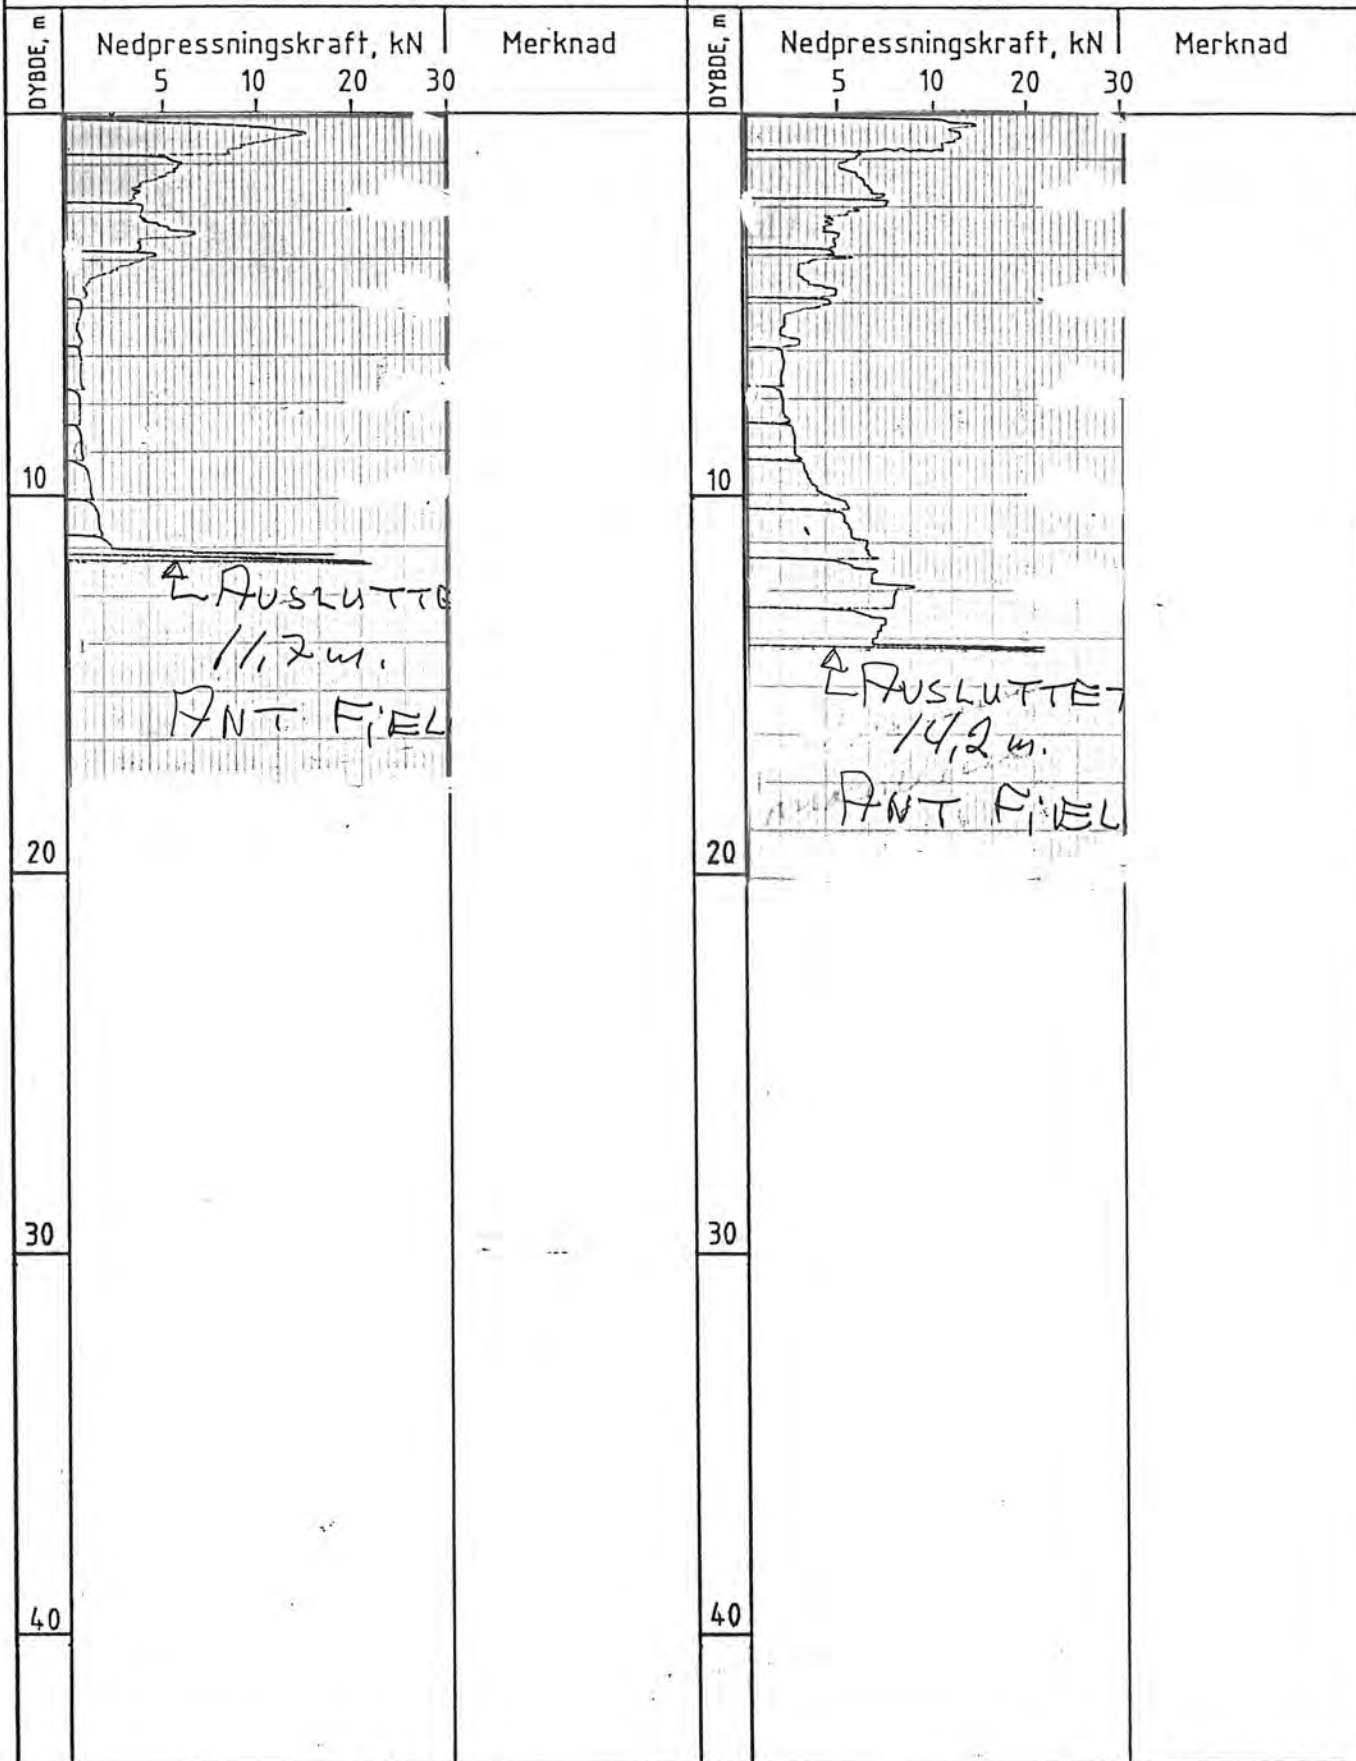 DYBDE, m
Nedpressningskraft, kN
Merknad
5 10 20 30
10
AVSLUTTE
11,7 m.
ANT FJEL
20
30
40
DYBDE, m
Nedpressningskraft, kN
Merknad
5 10 20 30
10
AVSLUTTET
14,2 m.
ANT. FJEL
20
30
40